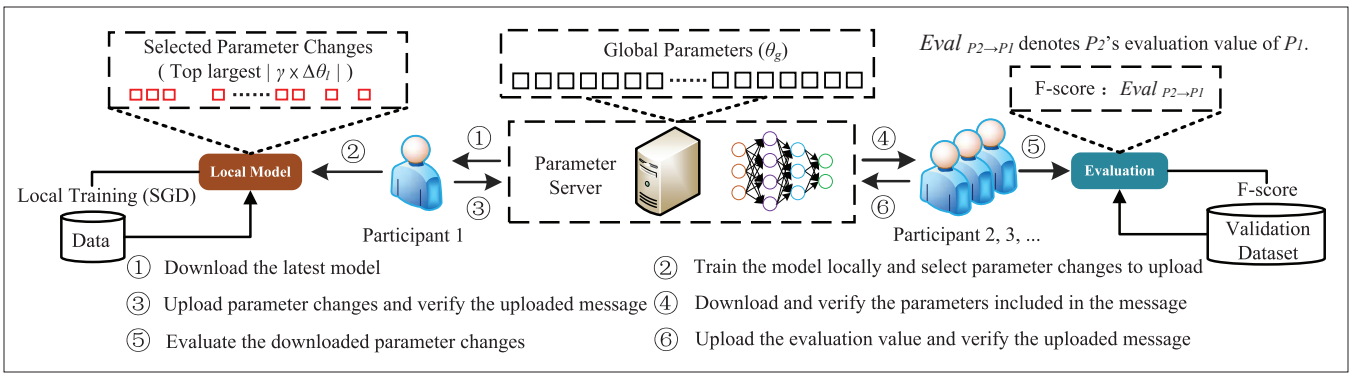 Selected Parameter Changes
( Top largest | γ x Δθl | )
Global Parameters (θg)
Eval P2→P1 denotes P2's evaluation value of P1.
F-score : Eval P2→P1
Local Model
②
①
③
Parameter
Server
④
⑥
⑤
Evaluation
Local Training (SGD)
Data
Participant 1
Participant 2, 3, ...
F-score
Validation
Dataset
① Download the latest model
② Train the model locally and select parameter changes to upload
③ Upload parameter changes and verify the uploaded message
④ Download and verify the parameters included in the message
⑤ Evaluate the downloaded parameter changes
⑥ Upload the evaluation value and verify the uploaded message